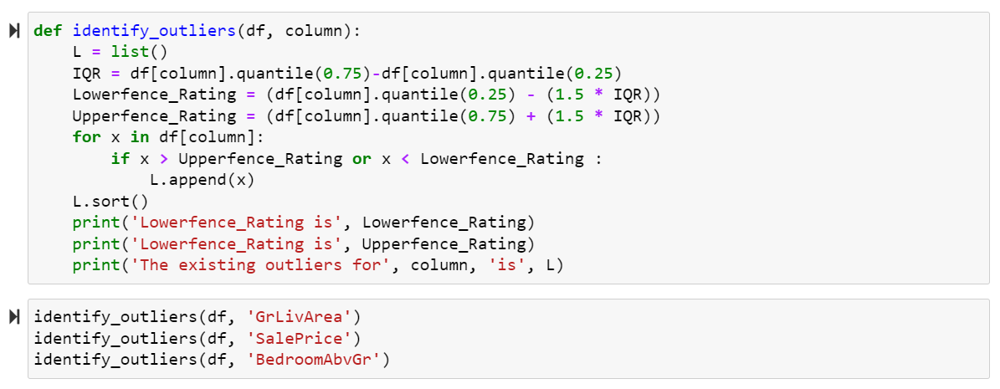 def identify_outliers(df, column):
    L = list()
    IQR = df[column].quantile(0.75)-df[column].quantile(0.25)
    Lowerfence_Rating = (df[column].quantile(0.25) - (1.5 * IQR))
    Upperfence_Rating = (df[column].quantile(0.75) + (1.5 * IQR))
    for x in df[column]:
        if x > Upperfence_Rating or x < Lowerfence_Rating :
            L.append(x)
    L.sort()
    print('Lowerfence_Rating is', Lowerfence_Rating)
    print('Lowerfence_Rating is', Upperfence_Rating)
    print('The existing outliers for', column, 'is', L)
identify_outliers(df, 'GrLivArea')
identify_outliers(df, 'SalePrice')
identify_outliers(df, 'BedroomAbvGr')